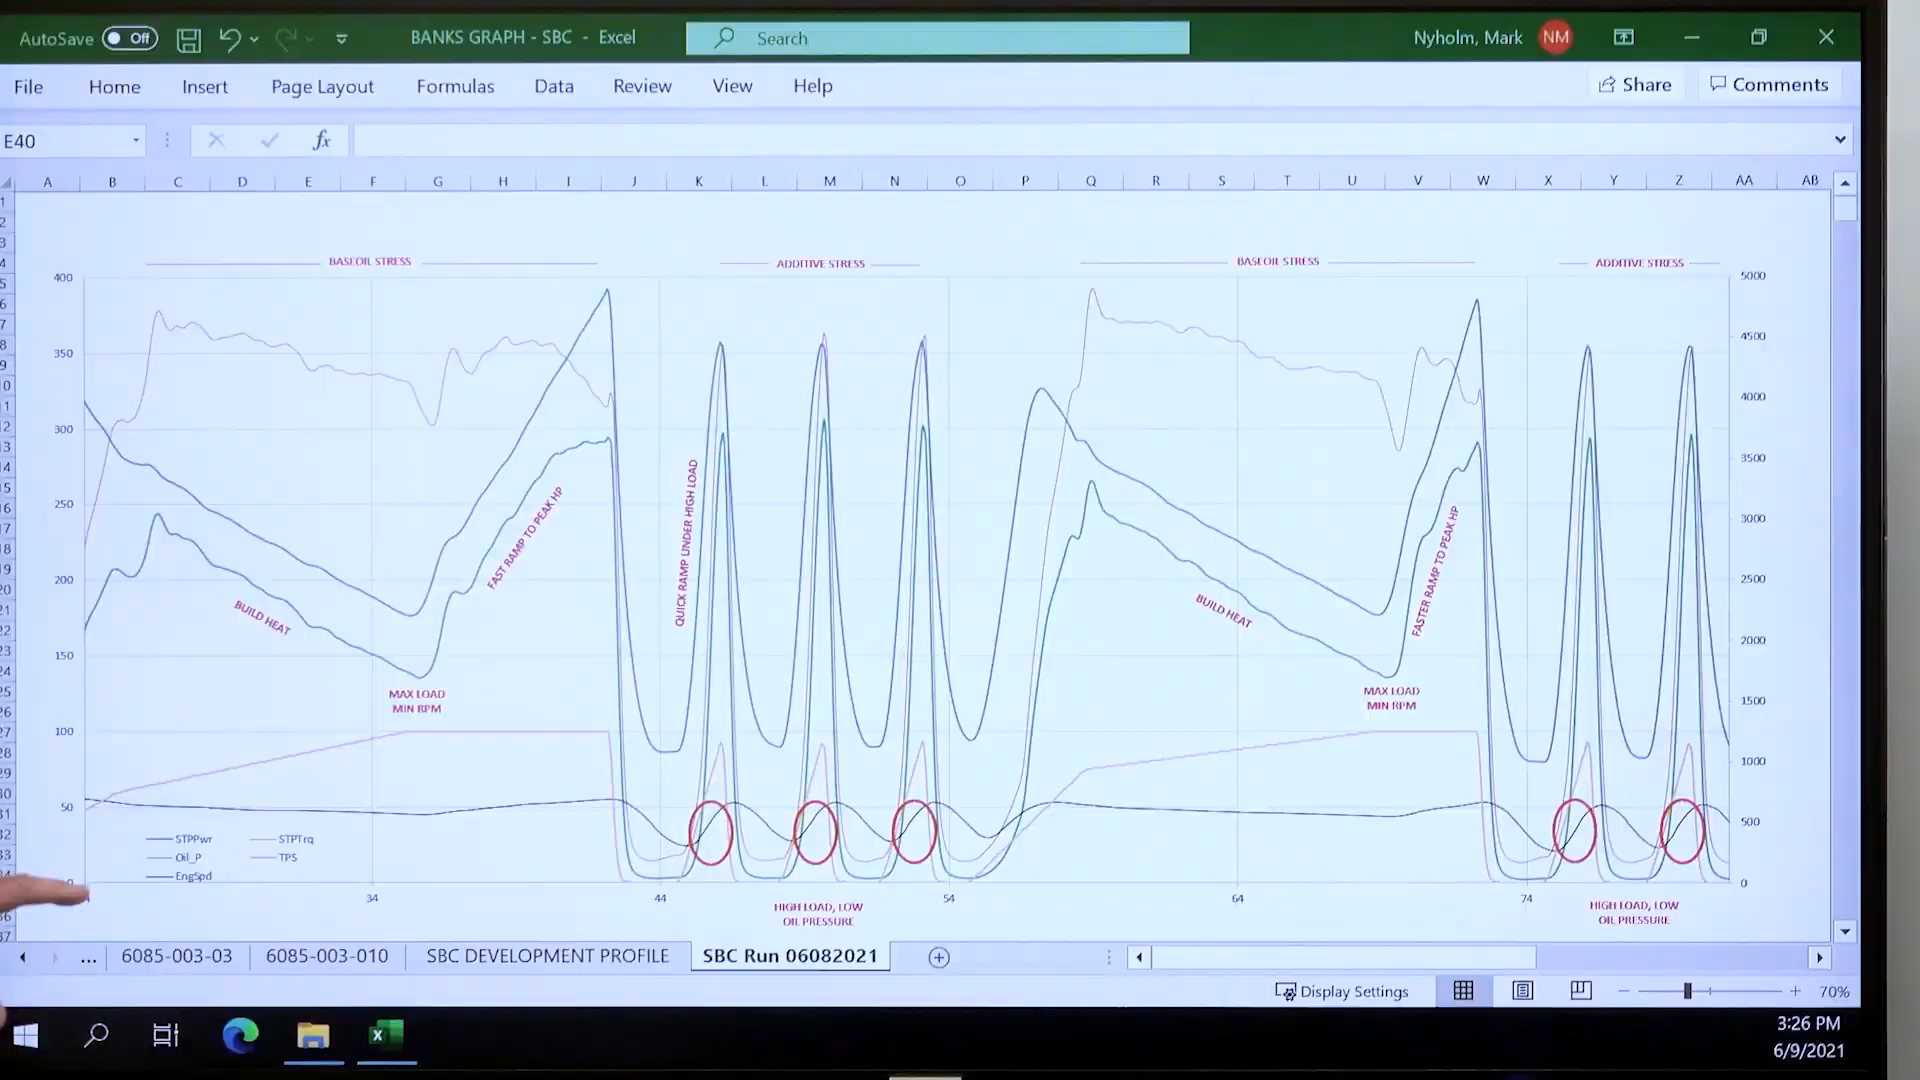 AutoSave Off BANKS GRAPH - SBC - Excel Search Nyholm, Mark NM
File Home Insert Page Layout Formulas Data Review View Help Share Comments
E40 fx
A B C D E F G H I J K L M N O P Q R S T U V W X Y Z AA AB
BASEOIL STRESS ADDITIVE STRESS BASEOIL STRESS ADDITIVE STRESS
400
350
300
250
200
150
100
50
5000
4500
4000
3500
3000
2500
2000
1500
1000
500
0
BUILD HEAT
MAX LOAD
MIN RPM
FAST RAMP TO PEAK HP
QUICK RAMP UNDER HIGH LOAD
BUILD HEAT
MAX LOAD
MIN RPM
FASTER RAMP TO PEAK HP
STPPwr STPTrq
Oil_P TPS
EngSpd
34 44 54 64 74
HIGH LOAD, LOW
OIL PRESSURE
HIGH LOAD, LOW
OIL PRESSURE
... 6085-003-03 6085-003-010 SBC DEVELOPMENT PROFILE SBC Run 06082021
Display Settings 70%
3:26 PM
6/9/2021